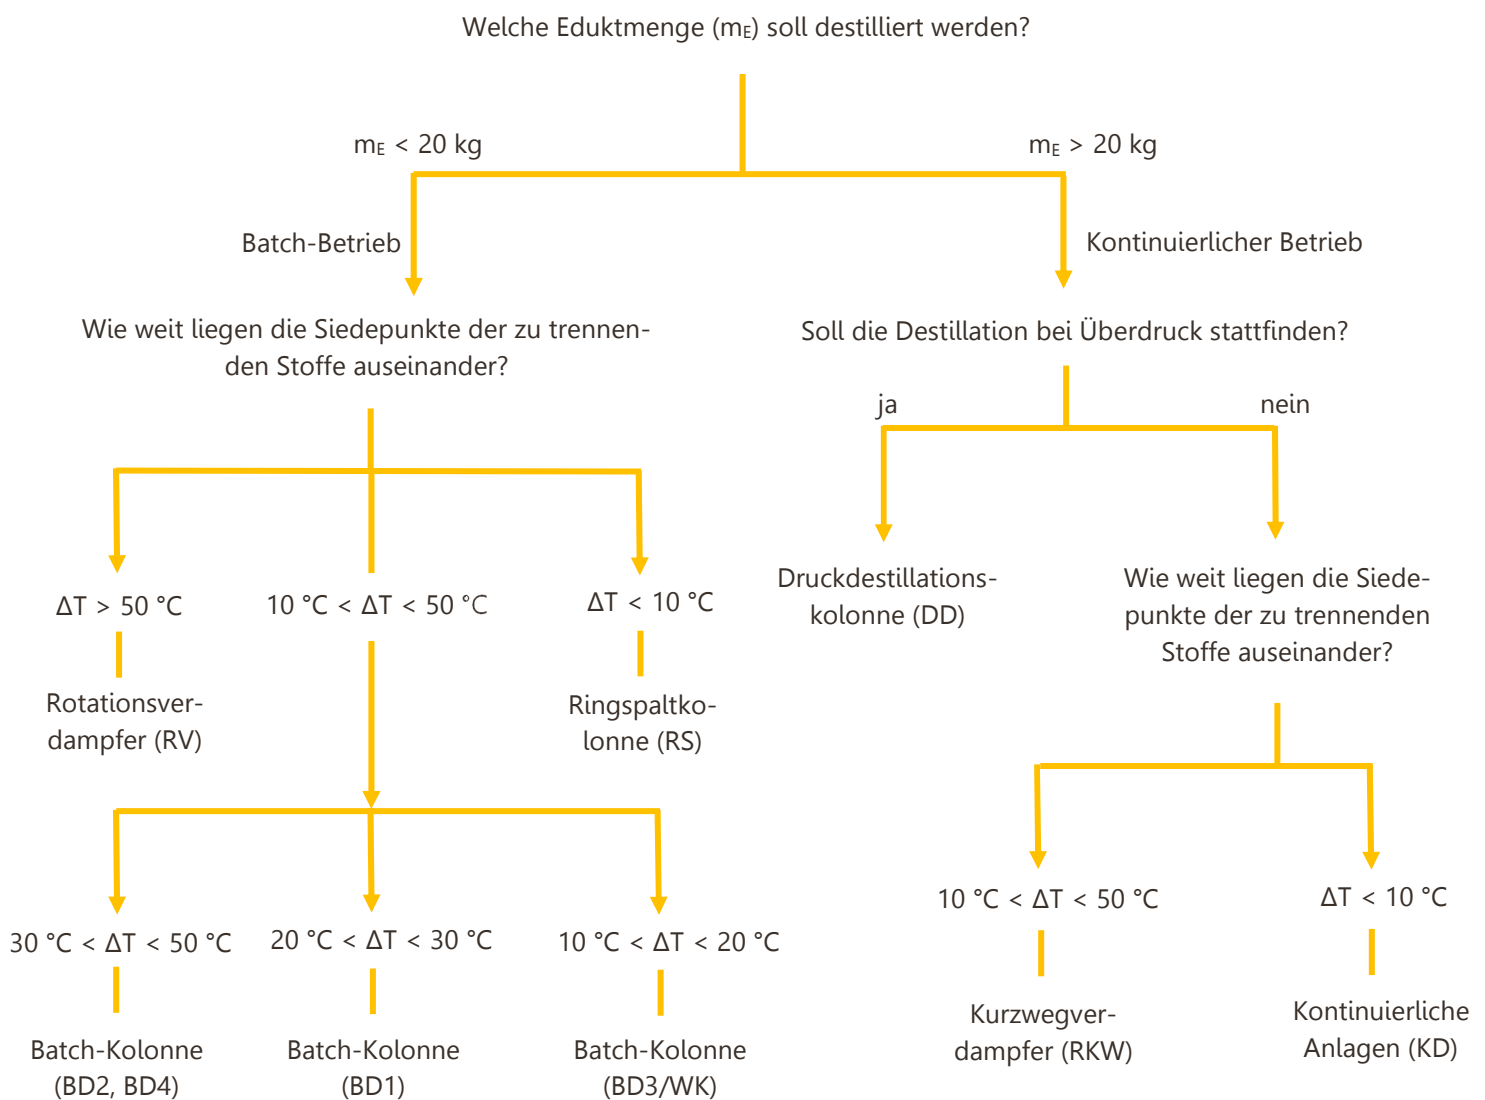 Welche Eduktmenge (mE) soll destilliert werden?
mE < 20 kg
mE > 20 kg
Batch-Betrieb
Kontinuierlicher Betrieb
Wie weit liegen die Siedepunkte der zu trennen-
den Stoffe auseinander?
Soll die Destillation bei Überdruck stattfinden?
ja
nein
ΔT > 50 °C
10 °C < ΔT < 50 °C
ΔT < 10 °C
Druckdestillations-
kolonne (DD)
Wie weit liegen die Siede-
punkte der zu trennenden
Stoffe auseinander?
Rotationsver-
dampfer (RV)
Ringspaltko-
lonne (RS)
30 °C < ΔT < 50 °C
20 °C < ΔT < 30 °C
10 °C < ΔT < 20 °C
10 °C < ΔT < 50 °C
ΔT < 10 °C
Batch-Kolonne
(BD2, BD4)
Batch-Kolonne
(BD1)
Batch-Kolonne
(BD3/WK)
Kurzwegver-
dampfer (RKW)
Kontinuierliche
Anlagen (KD)